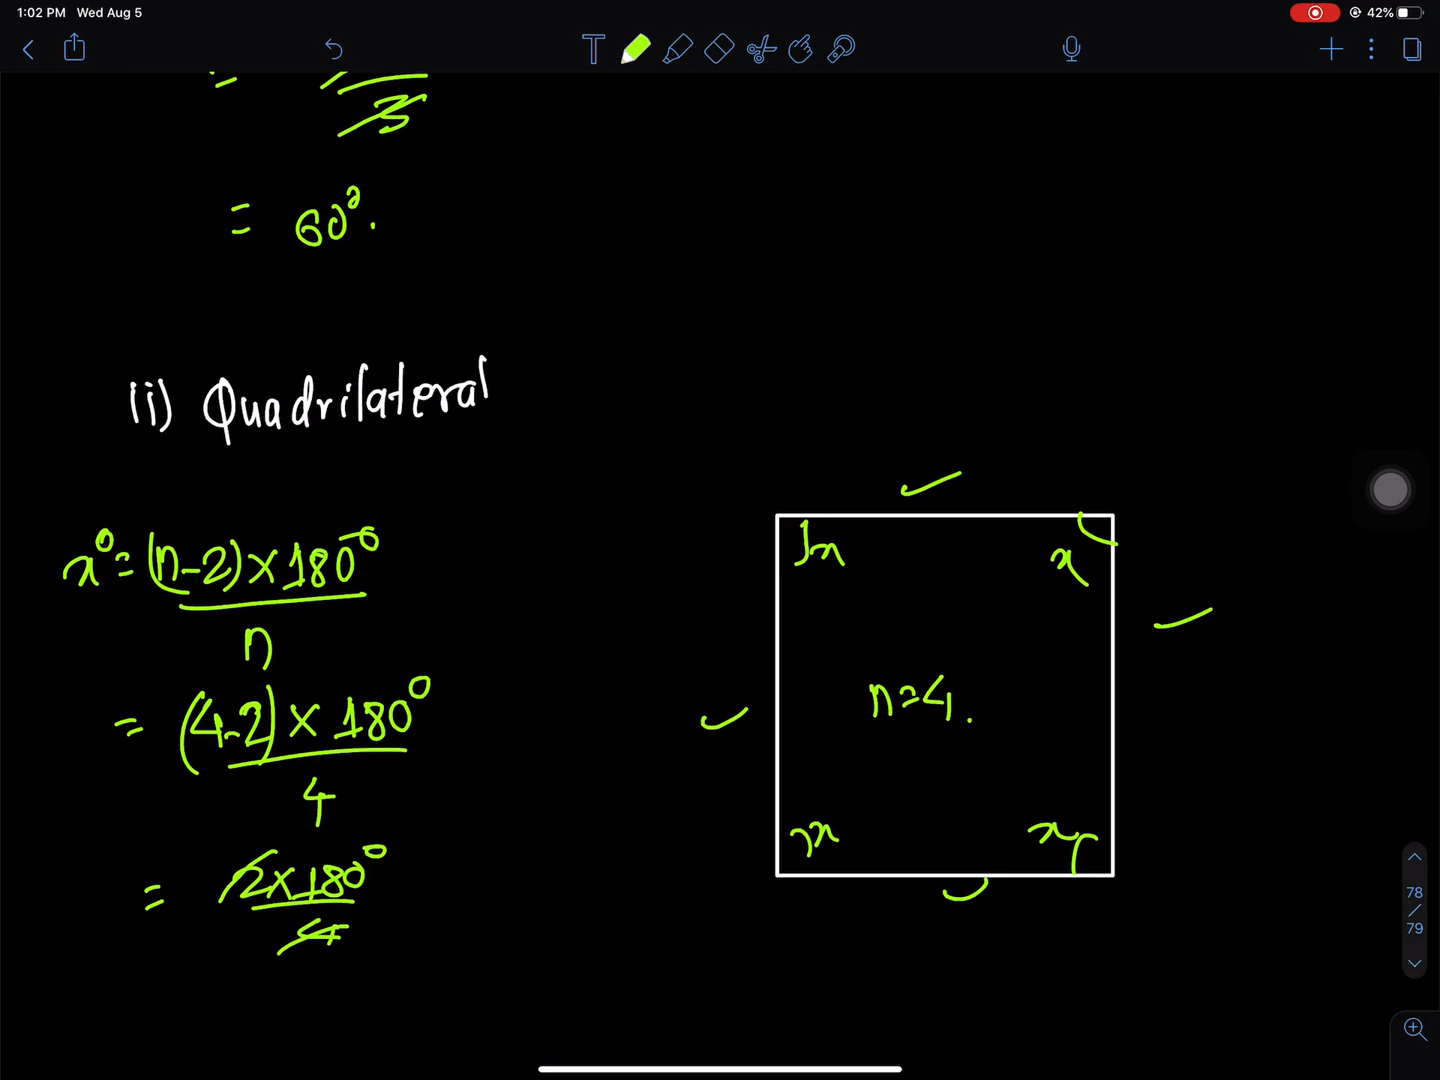 1:02 PM Wed Aug 5
42%
=
3
= 60°.
(ii) Quadrilateral
x° = (n-2) × 180°
n
= (4-2) × 180°
4
= 2 × 180°
4
x
x
n = 4.
x
x
78
/
79